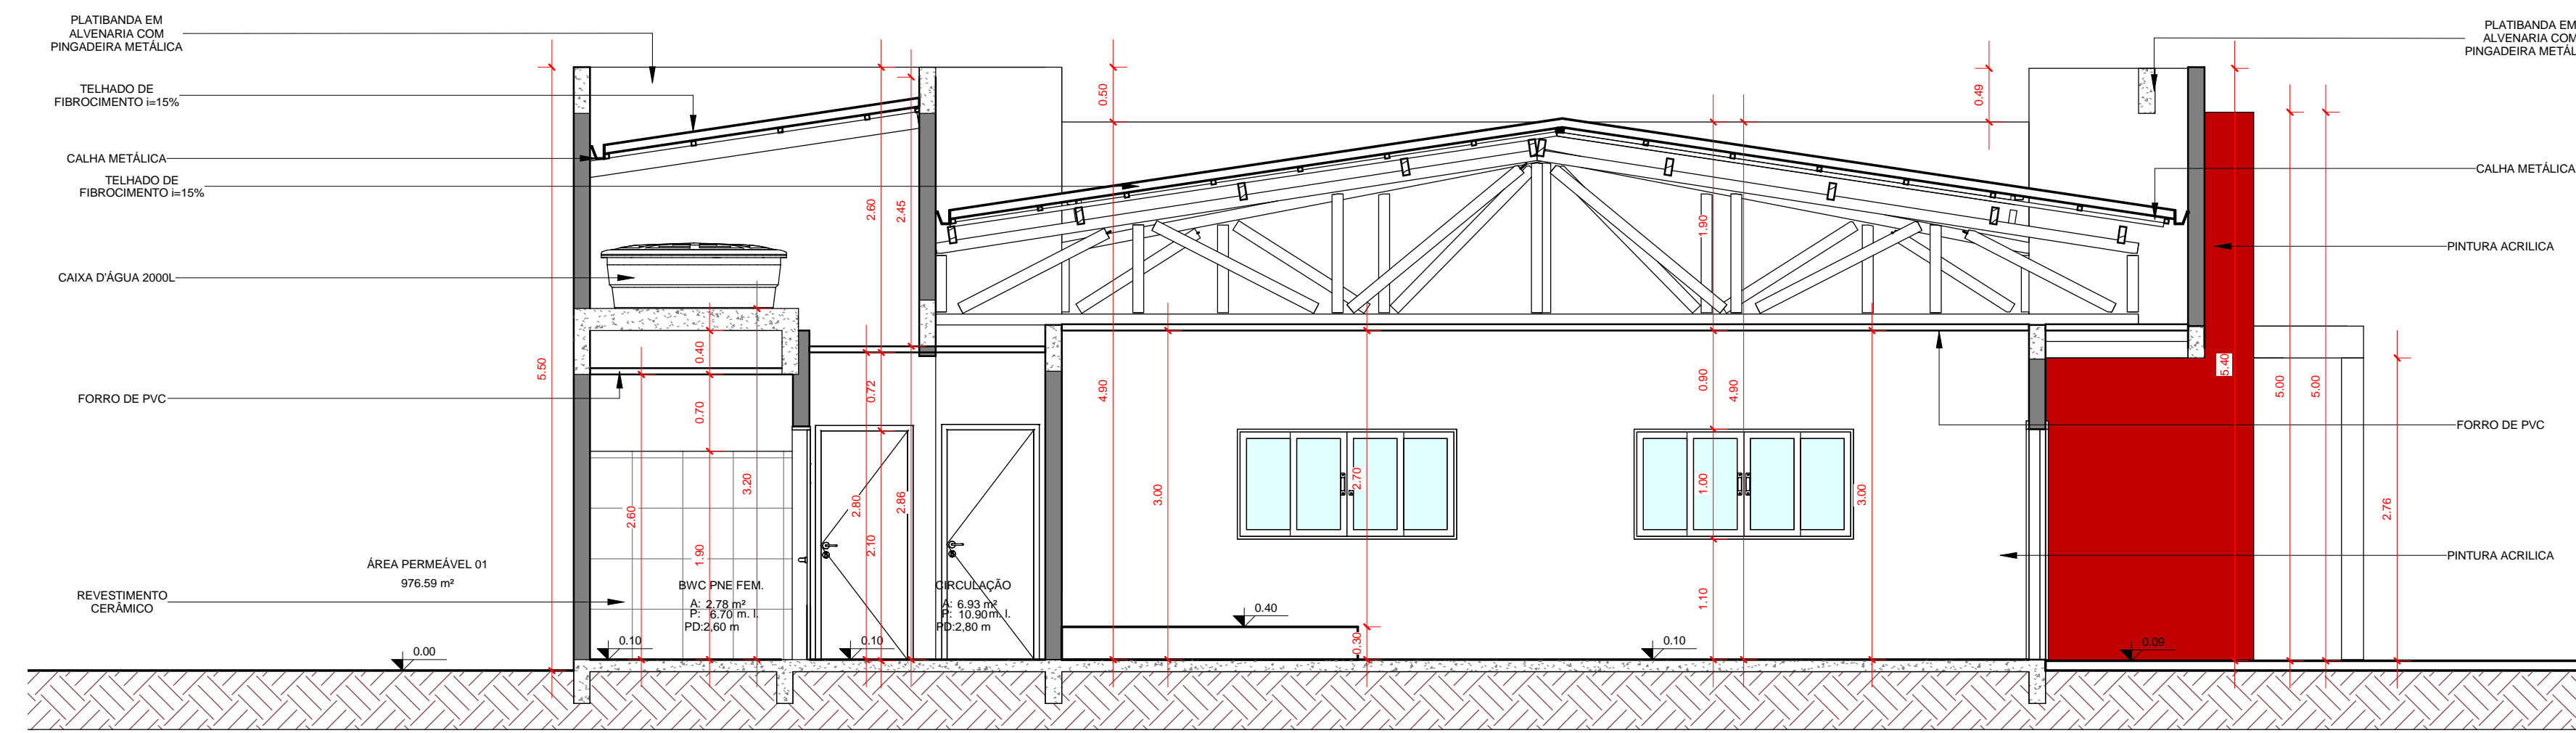 PLATIBANDA EM
ALVENARIA COM
PINGADEIRA METÁLICA
TELHADO DE
FIBROCIMENTO i=15%
CALHA METÁLICA
TELHADO DE
FIBROCIMENTO i=15%
CAIXA D'ÁGUA 2000L
FORRO DE PVC
ÁREA PERMEÁVEL 01
976.59 m²
REVESTIMENTO
CERÂMICO
0.00
5.50
0.10
2.60
0.40
0.70
1.90
3.20
BWC PNE FEM.
A: 2.78 m²
P: 6.70 m. l.
PD:2,60 m
0.10
2.60
2.45
0.72
2.80
2.10
2.86
CIRCULAÇÃO
A: 6.93 m²
P: 10.90 m. l.
PD:2,80 m
0.50
4.90
3.00
0.40
2.70
0.30
1.90
0.90
4.90
1.00
1.10
0.10
3.00
0.49
0.09
5.40
5.00
5.00
2.76
PLATIBANDA EM
ALVENARIA COM
PINGADEIRA METÁL
CALHA METÁLICA
PINTURA ACRILICA
FORRO DE PVC
PINTURA ACRILICA